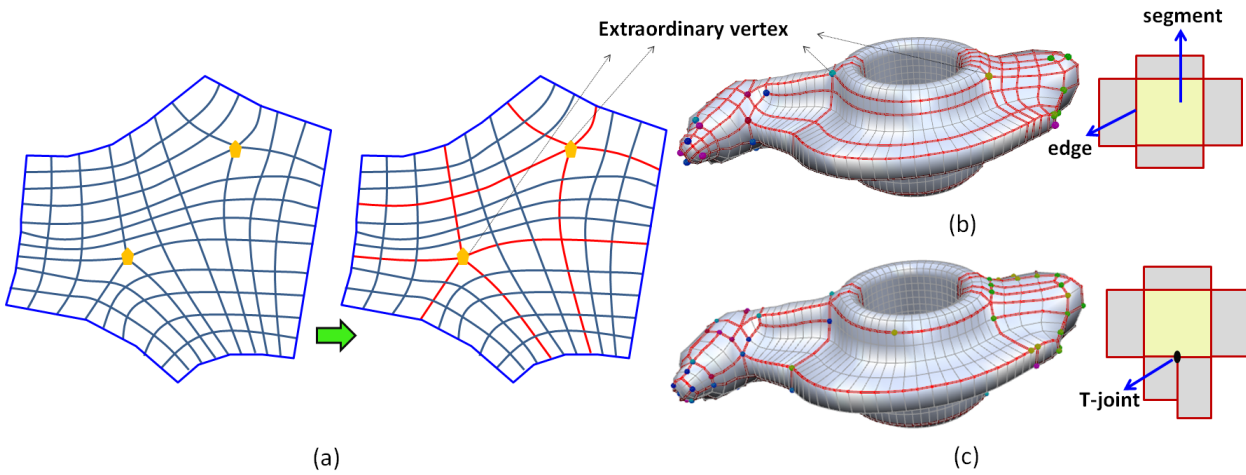 Extraordinary vertex
segment
edge
(b)
T-joint
(a)
(c)